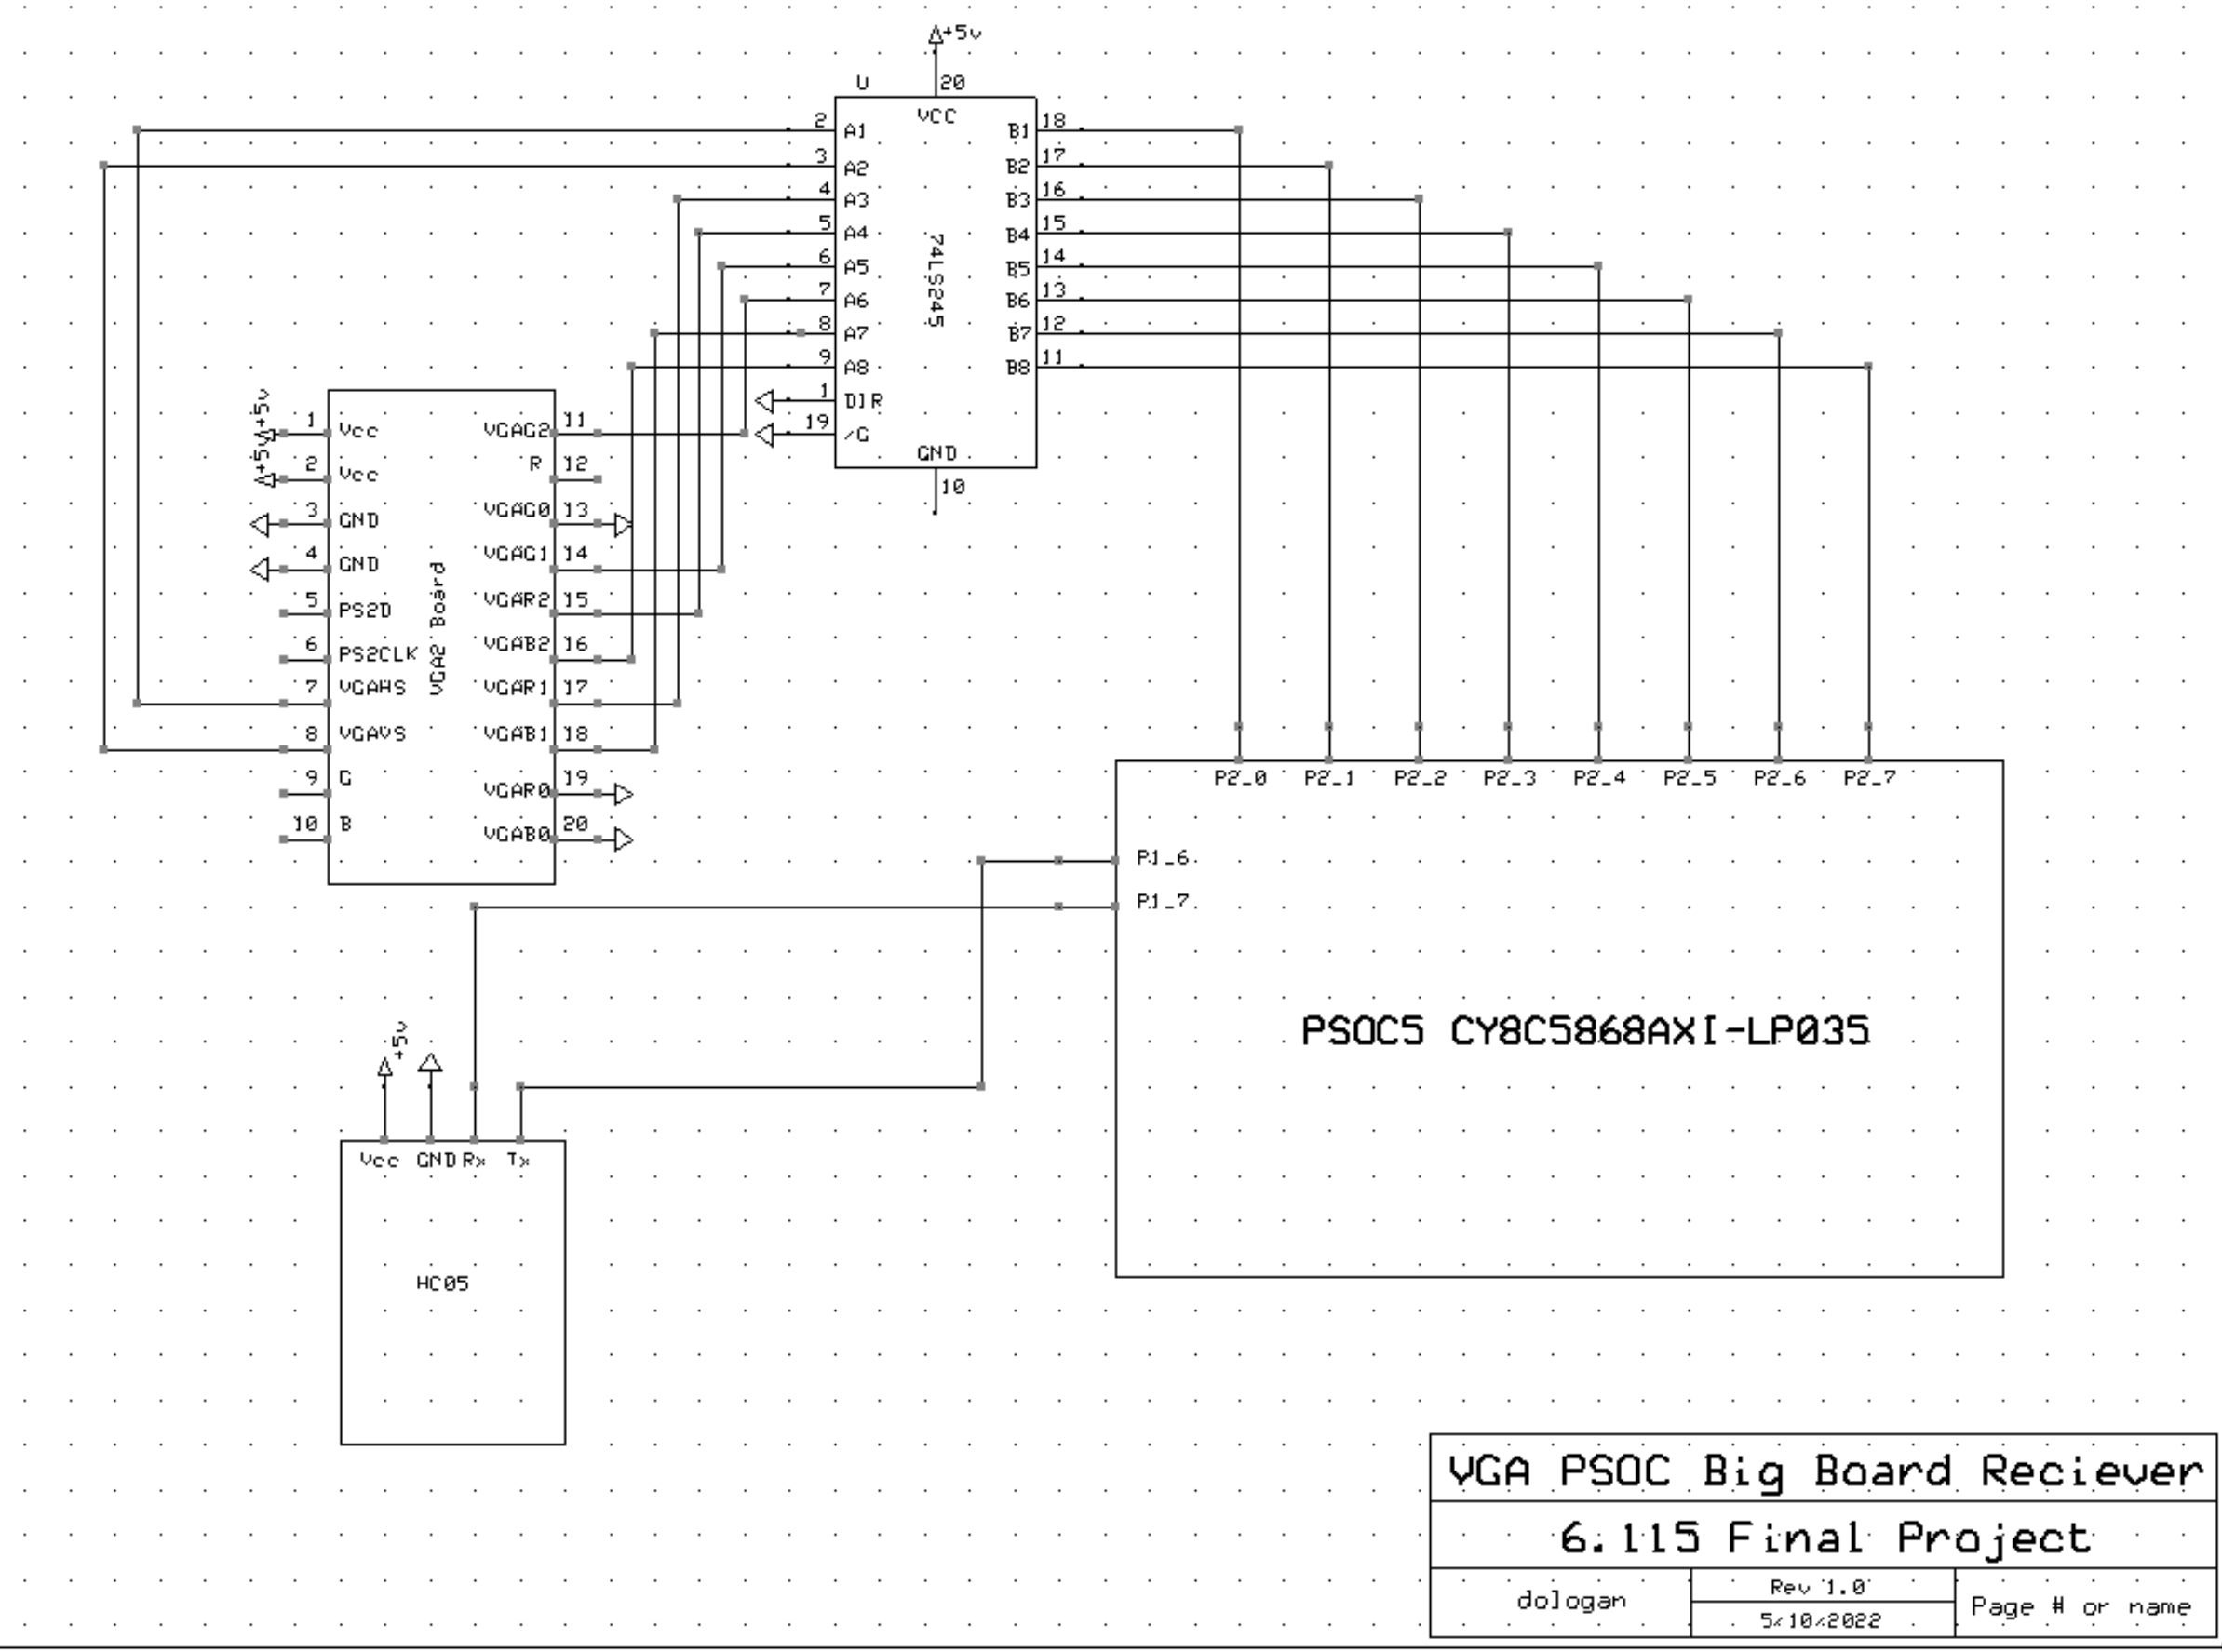 +5v
U
20
VCC
2 A1 B1 18
3 A2 B2 17
4 A3 B3 16
5 A4 B4 15
6 A5 B5 14
7 A6 B6 13
8 A7 B7 12
9 A8 B8 11
1 DIR
19 /G
GND
10
74LS245
+5v
+5v
1 Vcc VGAG2 11
2 Vcc R 12
3 GND VGAG0 13
4 GND VGAG1 14
5 PS2D VGAR2 15
6 PS2CLK VGAB2 16
7 VGAHS VGAR1 17
8 VGAVS VGAB1 18
9 G VGAR0 19
10 B VGAB0 20
VGA2 Board
P2_0 P2_1 P2_2 P2_3 P2_4 P2_5 P2_6 P2_7
P1_6
P1_7
PSOC5 CY8C5868AXI-LP035
+5v
Vcc GND Rx Tx
HC05
VGA PSOC Big Board Reciever
6.115 Final Project
dologan
Rev 1.0
5/10/2022
Page # or name